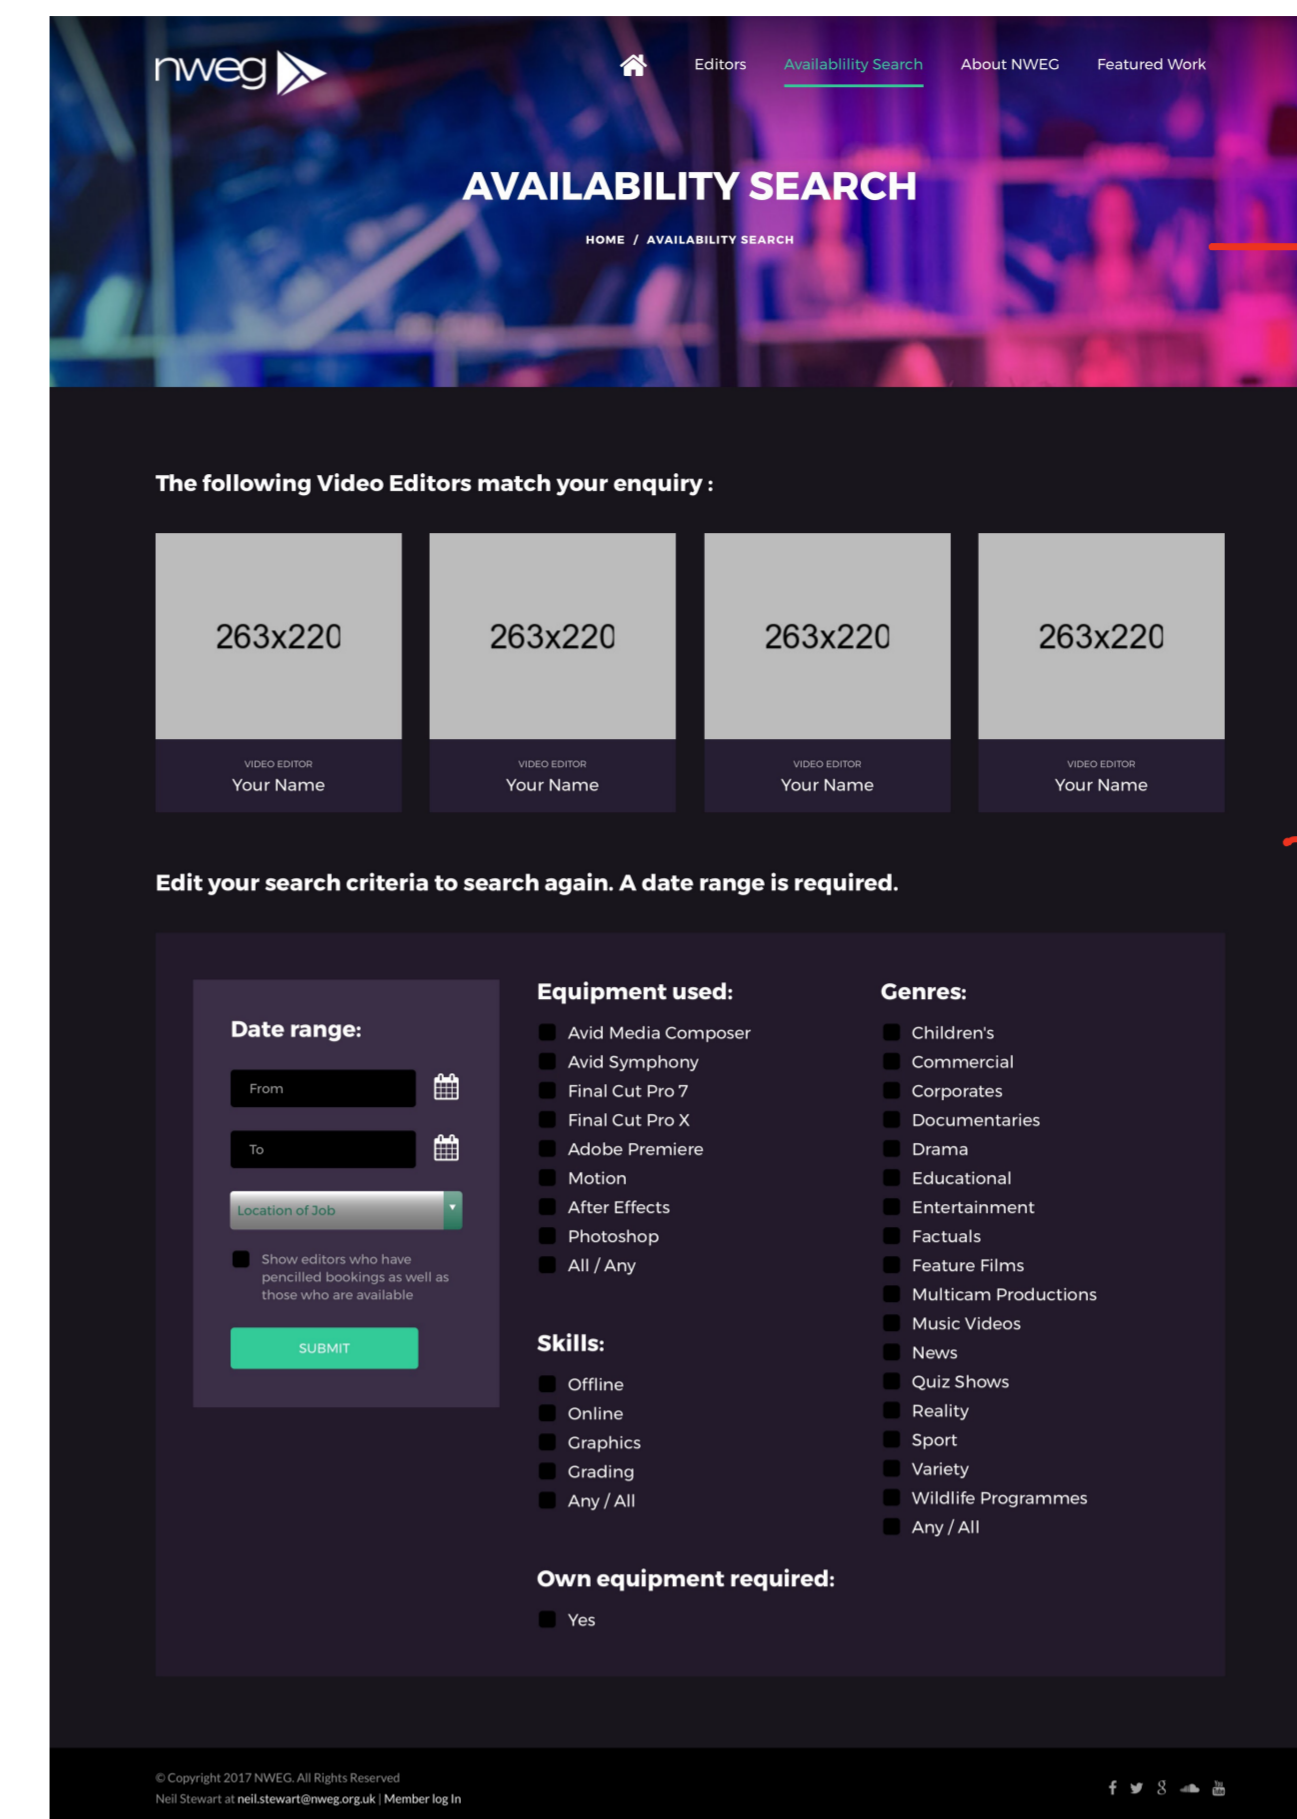 nweg
Editors Availablility Search About NWEG Featured Work
AVAILABILITY SEARCH
HOME / AVAILABILITY SEARCH
The following Video Editors match your enquiry :
263x220 263x220 263x220 263x220
VIDEO EDITOR VIDEO EDITOR VIDEO EDITOR VIDEO EDITOR
Your Name Your Name Your Name Your Name
Edit your search criteria to search again. A date range is required.
Date range:
From
To
Location of Job
Show editors who have
pencilled bookings as well as
those who are available
SUBMIT
Equipment used:
Avid Media Composer
Avid Symphony
Final Cut Pro 7
Final Cut Pro X
Adobe Premiere
Motion
After Effects
Photoshop
All / Any
Skills:
Offline
Online
Graphics
Grading
Any / All
Own equipment required:
Yes
Genres:
Children's
Commercial
Corporates
Documentaries
Drama
Educational
Entertainment
Factuals
Feature Films
Multicam Productions
Music Videos
News
Quiz Shows
Reality
Sport
Variety
Wildlife Programmes
Any / All
© Copyright 2017 NWEG. All Rights Reserved
Neil Stewart at neil.stewart@nweg.org.uk | Member log In